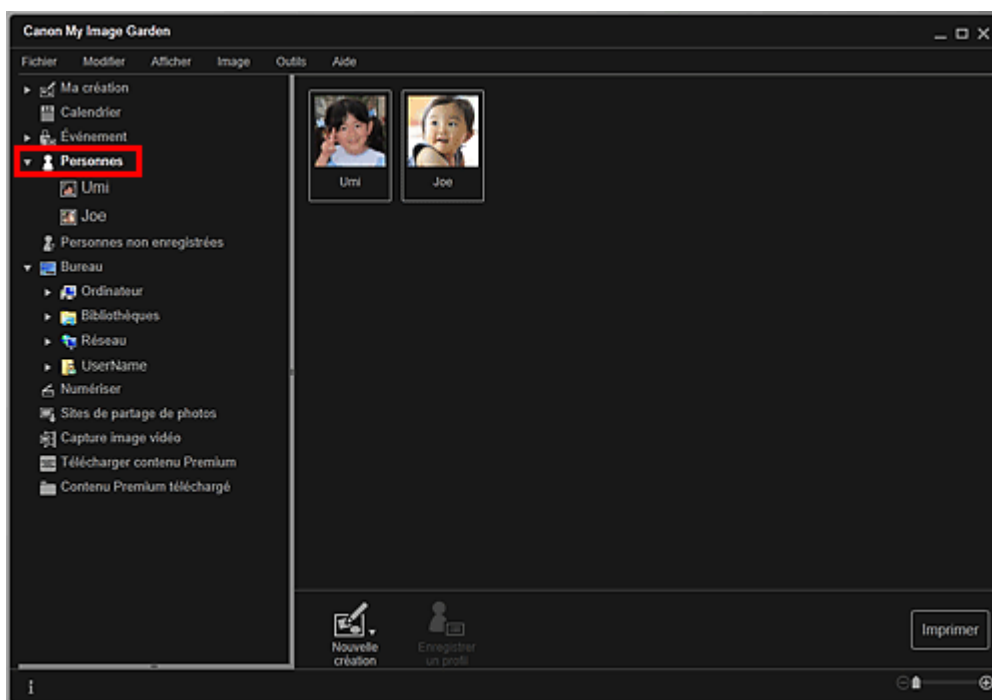 Canon My Image Garden
Fichier Modifier Afficher Image Outils Aide
Ma création
Calendrier
Événement
Personnes
Umi
Joe
Personnes non enregistrées
Bureau
Ordinateur
Bibliothèques
Réseau
UserName
Numériser
Sites de partage de photos
Capture image vidéo
Télécharger contenu Premium
Contenu Premium téléchargé
Umi Joe
Nouvelle
création
Enregistrer
un profil
Imprimer